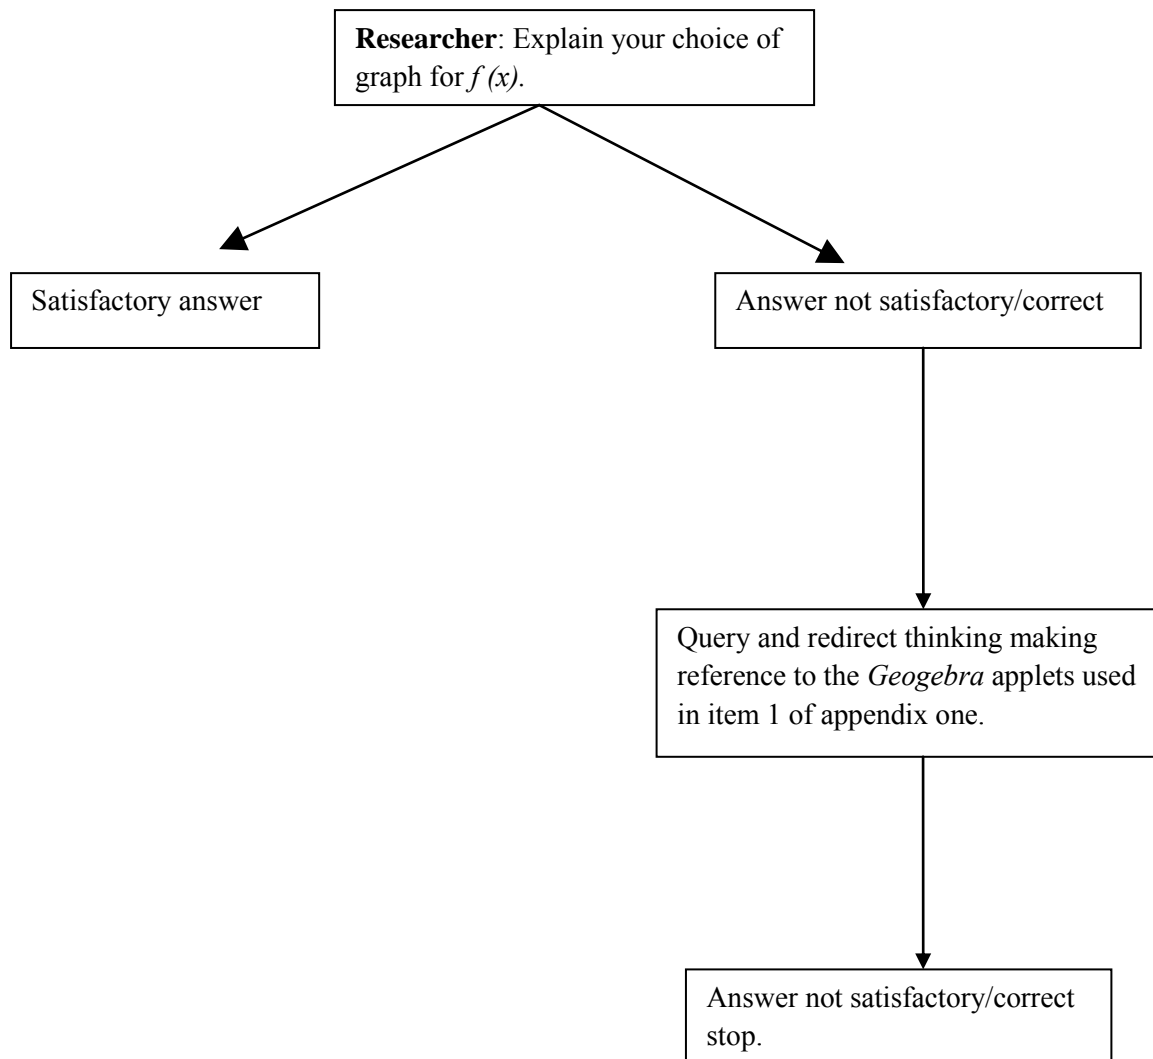 Researcher: Explain your choice of
graph for f (x).
Satisfactory answer
Answer not satisfactory/correct
Query and redirect thinking making
reference to the Geogebra applets used
in item 1 of appendix one.
Answer not satisfactory/correct
stop.